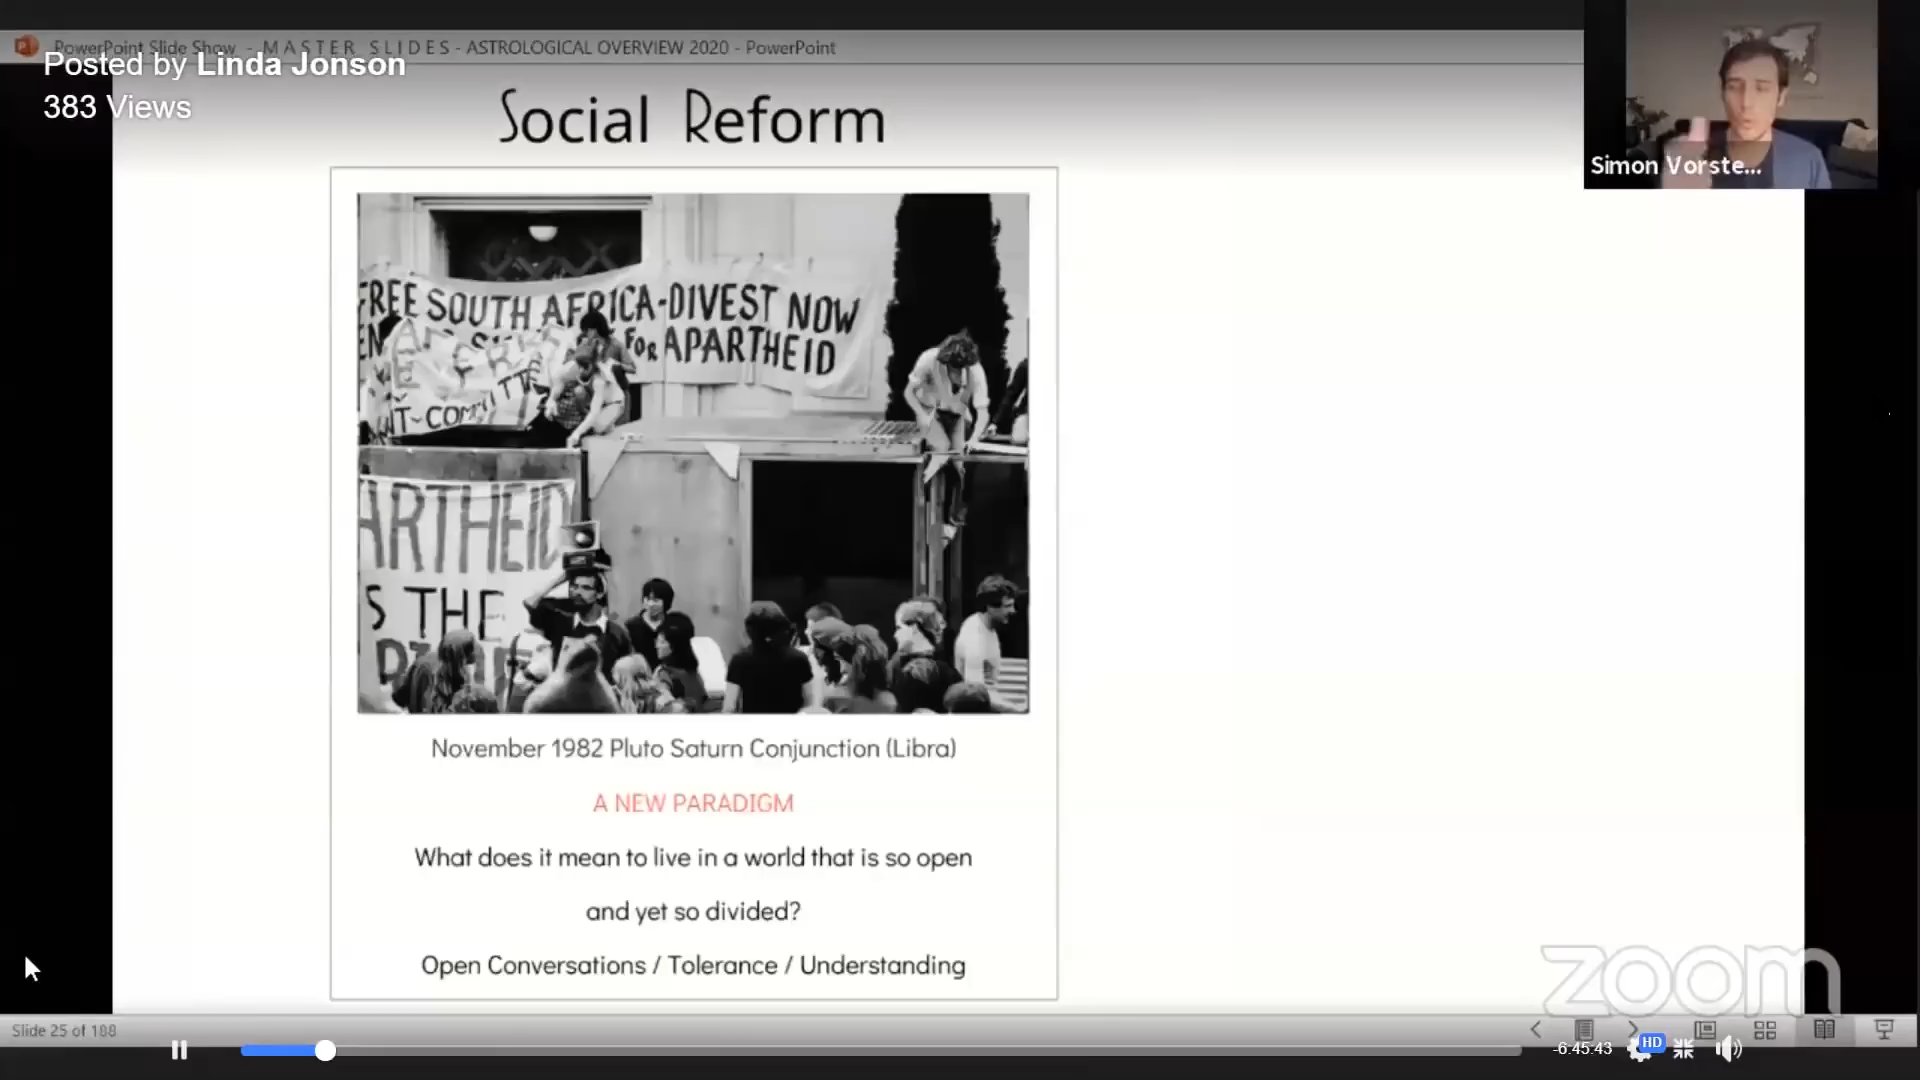 PowerPoint Slide Show - M A S T E R S L I D E S - ASTROLOGICAL OVERVIEW 2020 - PowerPoint
Posted by Linda Jonson
383 Views
Social Reform
Simon Vorste...
FREE SOUTH AFRICA-DIVEST NOW
FOR APARTHEID
ARTHEID
S THE
November 1982 Pluto Saturn Conjunction (Libra)
A NEW PARADIGM
What does it mean to live in a world that is so open
and yet so divided?
Open Conversations / Tolerance / Understanding
zoom
Slide 25 of 188
-6:45:43
HD